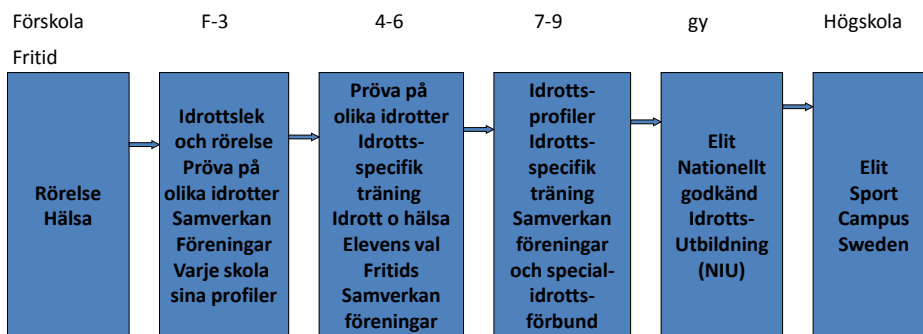 Förskola F-3 4-6 7-9 gy Högskola
Fritid
Rörelse
Hälsa
Idrottslek
och rörelse
Pröva på
olika idrotter
Samverkan
Föreningar
Varje skola
sina profiler
Pröva på
olika idrotter
Idrotts-
specifik
träning
Idrott o hälsa
Elevens val
Fritids
Samverkan
föreningar
Idrotts-
profiler
Idrotts-
specifik
träning
Samverkan
föreningar
och special-
idrotts-
förbund
Elit
Nationellt
godkänd
Idrotts-
Utbildning
(NIU)
Elit
Sport
Campus
Sweden